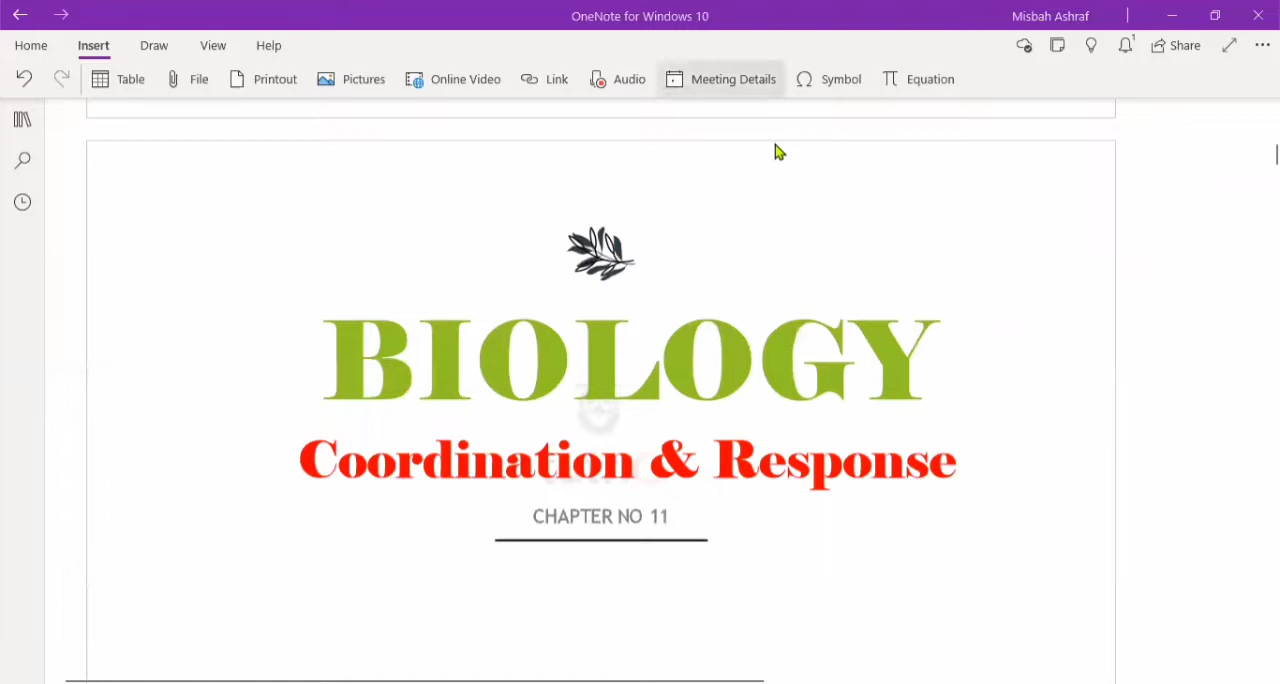 OneNote for Windows 10
Misbah Ashraf
Home Insert Draw View Help
1
Share
Table File Printout Pictures Online Video Link Audio Meeting Details Symbol Equation
BIOLOGY
Coordination & Response
CHAPTER NO 11